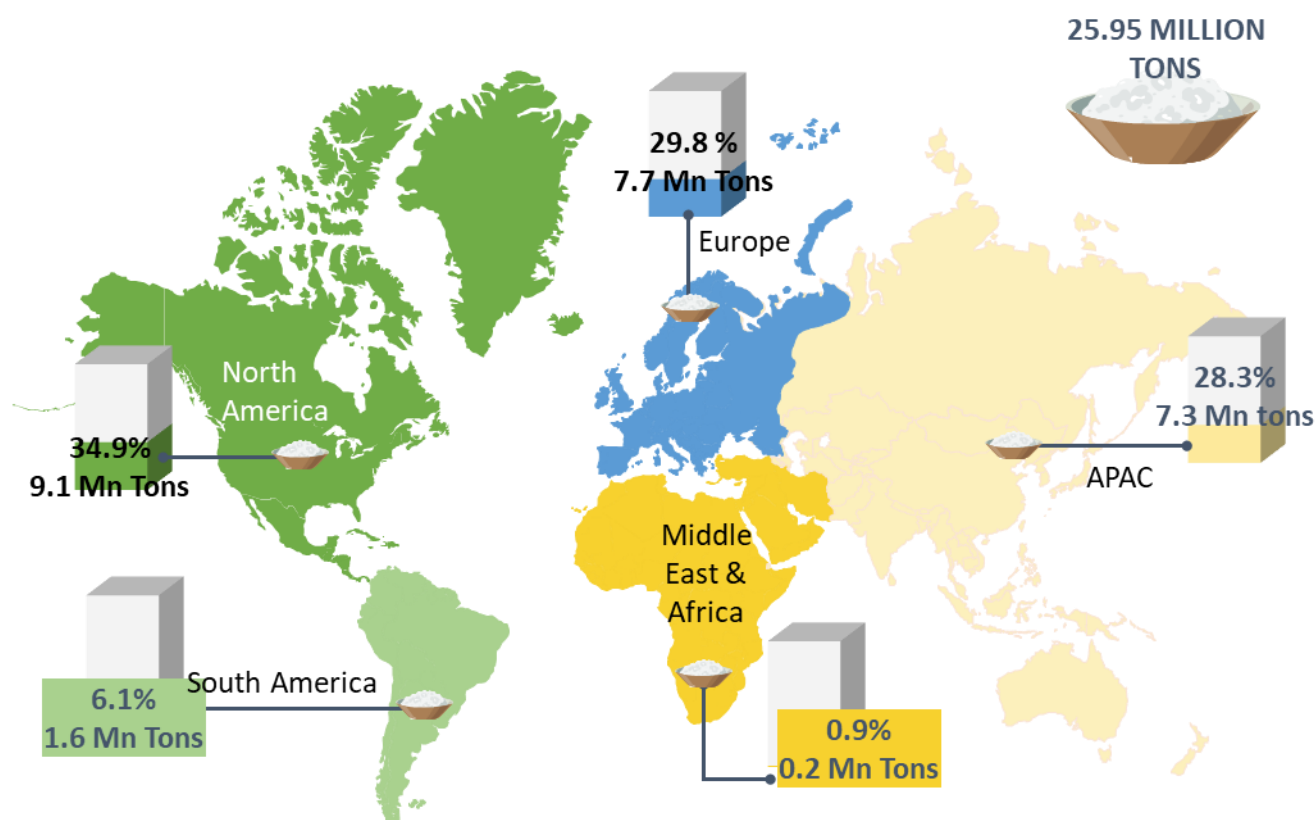 25.95 MILLION
TONS
29.8 %
7.7 Mn Tons
Europe
North
America
34.9%
9.1 Mn Tons
28.3%
7.3 Mn tons
APAC
Middle
East &
Africa
South America
6.1%
1.6 Mn Tons
0.9%
0.2 Mn Tons